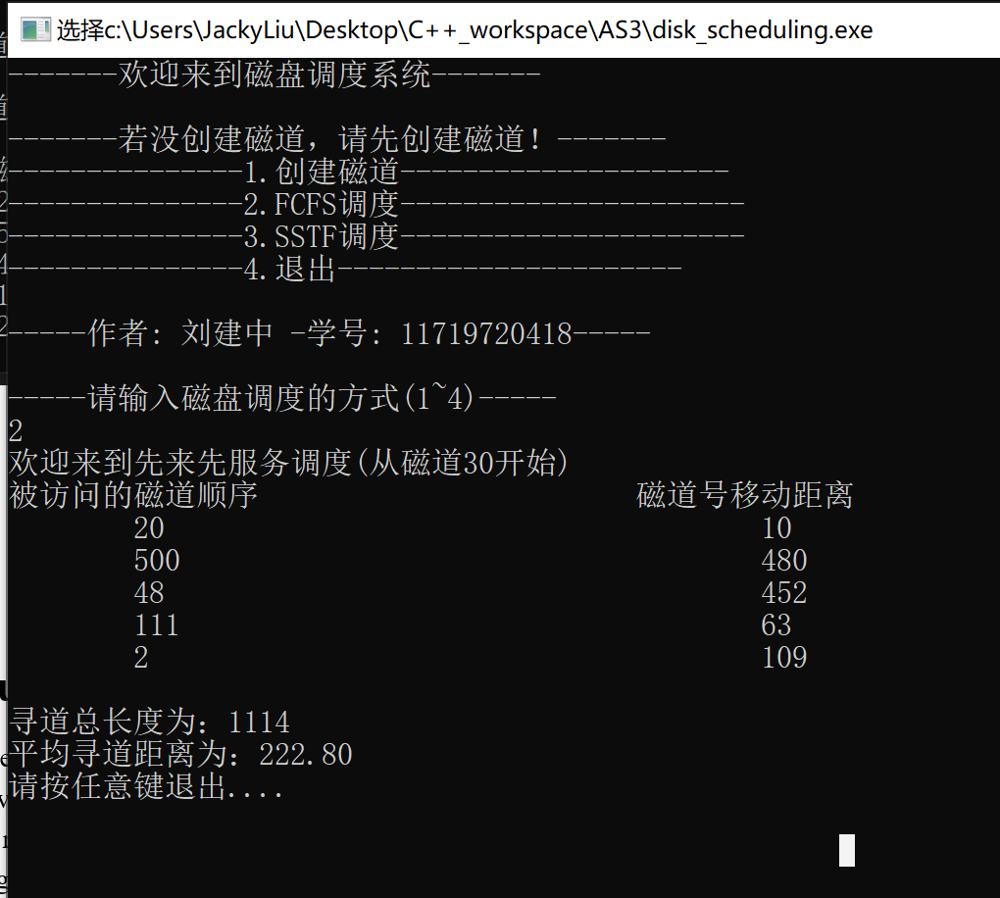 选择c:\Users\JackyLiu\Desktop\C++_workspace\AS3\disk_scheduling.exe
-------欢迎来到磁盘调度系统-------
-------若没创建磁道，请先创建磁道！-------
---------------1.创建磁道---------------------
---------------2.FCFS调度----------------------
---------------3.SSTF调度----------------------
---------------4.退出----------------------
-----作者: 刘建中 -学号: 11719720418-----
-----请输入磁盘调度的方式(1~4)-----
2
欢迎来到先来先服务调度(从磁道30开始)
被访问的磁道顺序 磁道号移动距离
20 10
500 480
48 452
111 63
2 109
寻道总长度为：1114
平均寻道距离为：222.80
请按任意键退出....